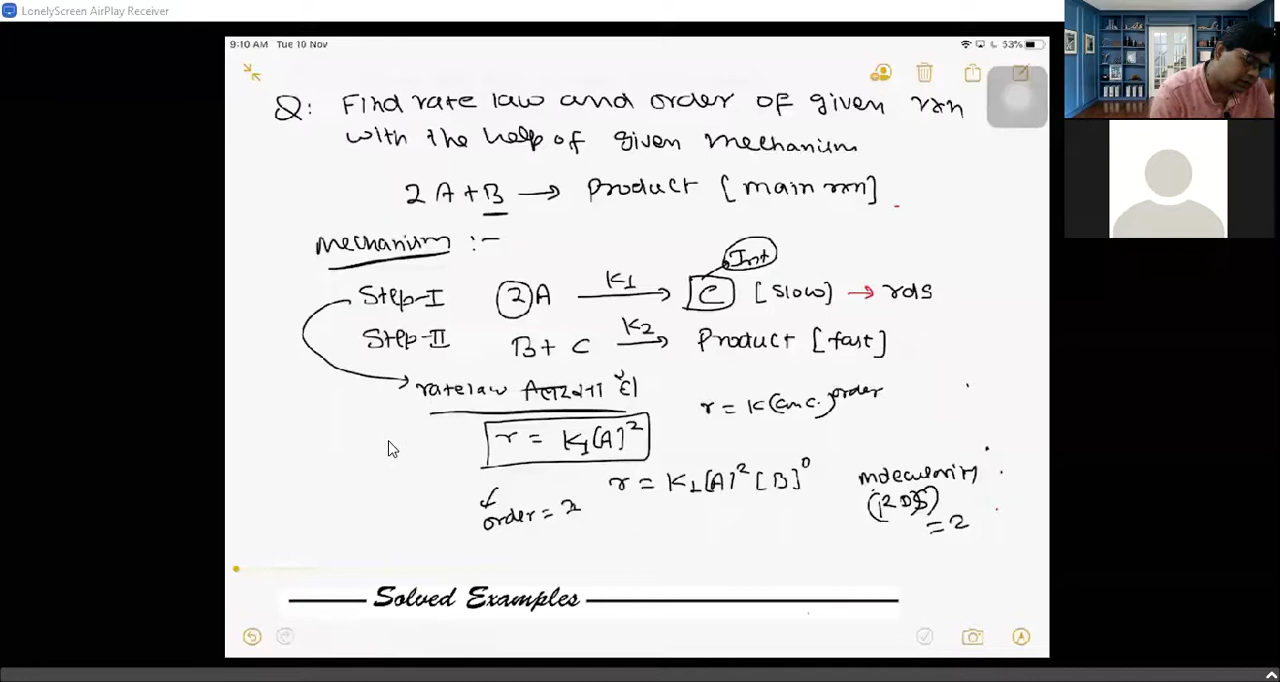 LonelyScreen AirPlay Receiver
9:10 AM Tue 10 Nov
53%
Q: Find rate law and order of given rxn
with the help of given mechanism
2 A + B → Product [main rxn]
mechanism :-
Int
Step-I 2A K1 → C [slow] → rds
Step-II B + C K2 → Product [fast]
rate law
r = K (conc.)order
r = K1[A]²
r = K1[A]²[B]⁰
molecularity
(RDS)
= 2
order = 2
Solved Examples